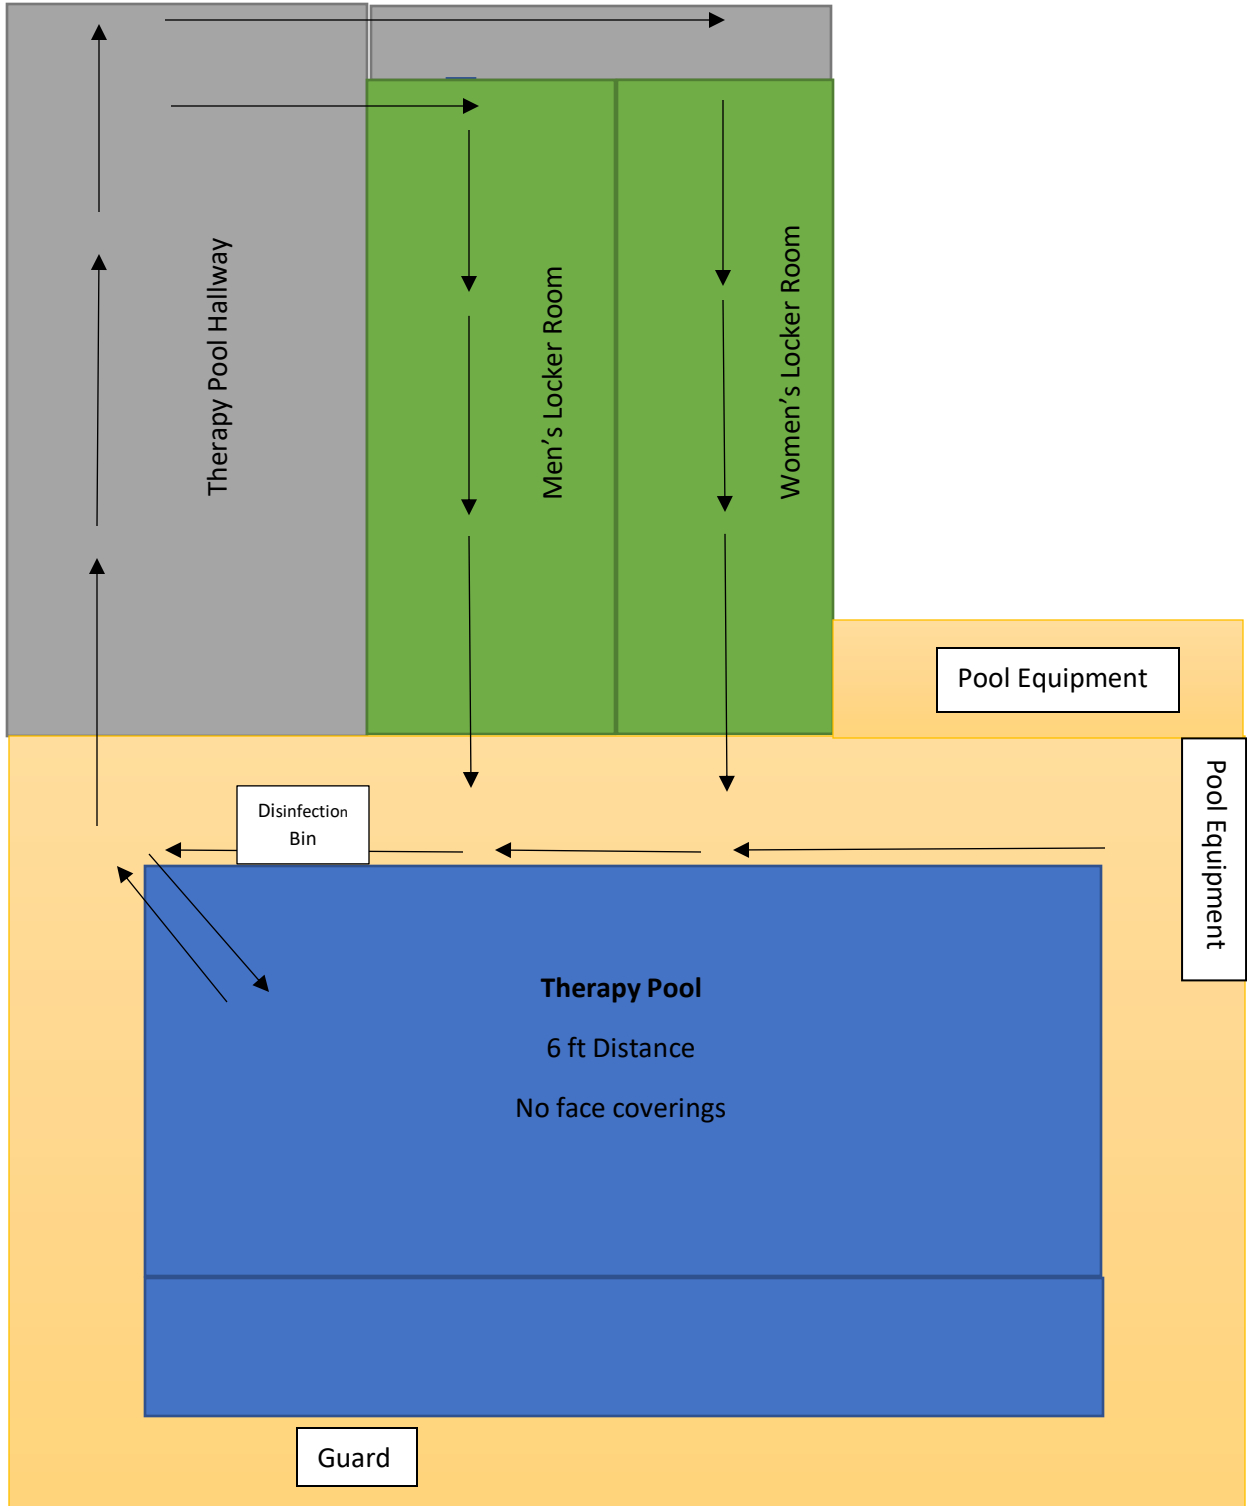 Therapy Pool Hallway
Men’s Locker Room
Women’s Locker Room
Pool Equipment
Pool Equipment
Disinfection
Bin
Therapy Pool
6 ft Distance
No face coverings
Guard